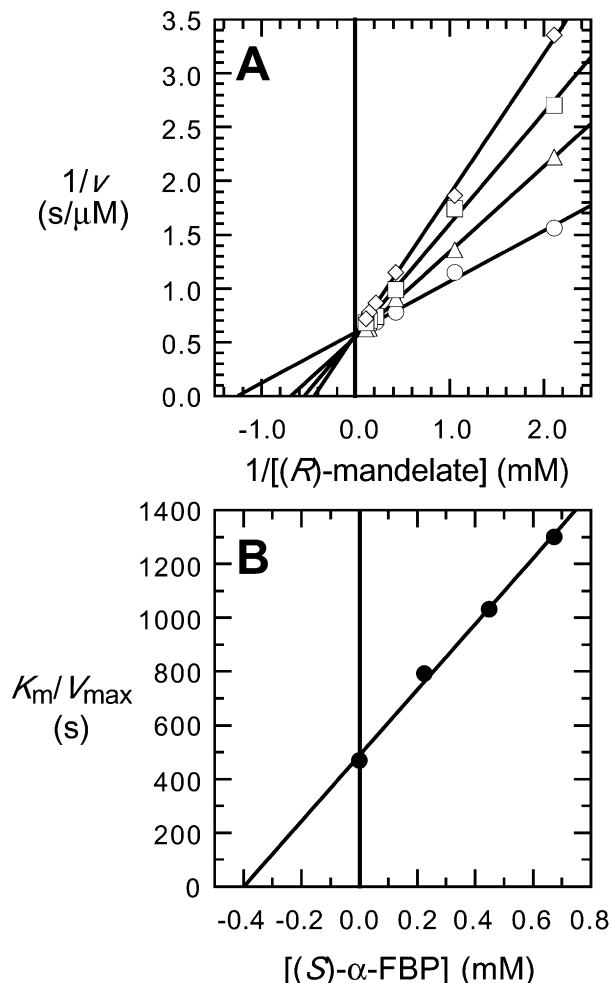 A
3.5
3.0
2.5
2.0
1.5
1.0
0.5
0.0
1/v
(s/μM)
-1.0 0.0 1.0 2.0
1/[(R)-mandelate] (mM)
B
1400
1200
1000
800
600
400
200
0
Km/Vmax
(s)
-0.4 -0.2 0.0 0.2 0.4 0.6 0.8
[(S)-α-FBP] (mM)